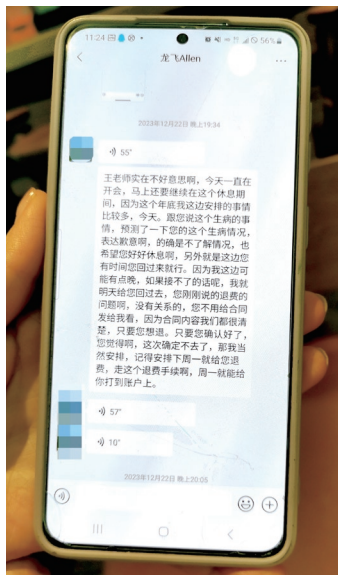 11:24
56%
龙飞Allen
2023年12月22日 晚上19:34
55"
王老师实在不好意思啊，今天一直在
开会，马上还要继续在这个休息期
间，因为这个年底我这边安排的事情
比较多，今天。跟您说这个生病的事
情，预测了一下您的这个生病情况，
表达歉意啊，的确是不了解情况，也
希望您好好休息啊，另外就是这边您
有时间您回过来就行。因为我这边可
能有点晚，如果接不了的话呢，我就
明天给您回过去，您刚刚说的退费的
问题啊，没有关系的，您不用给合同
发给我看，因为合同内容我们都很清
楚，只要您想退。只要您确认好了，
您觉得啊，这次确定不去了，那我当
然安排，记得安排下周一就给您退
费，走这个退费手续啊，周一就能给
你打到账户上。
57"
10"
2023年12月22日 晚上20:05